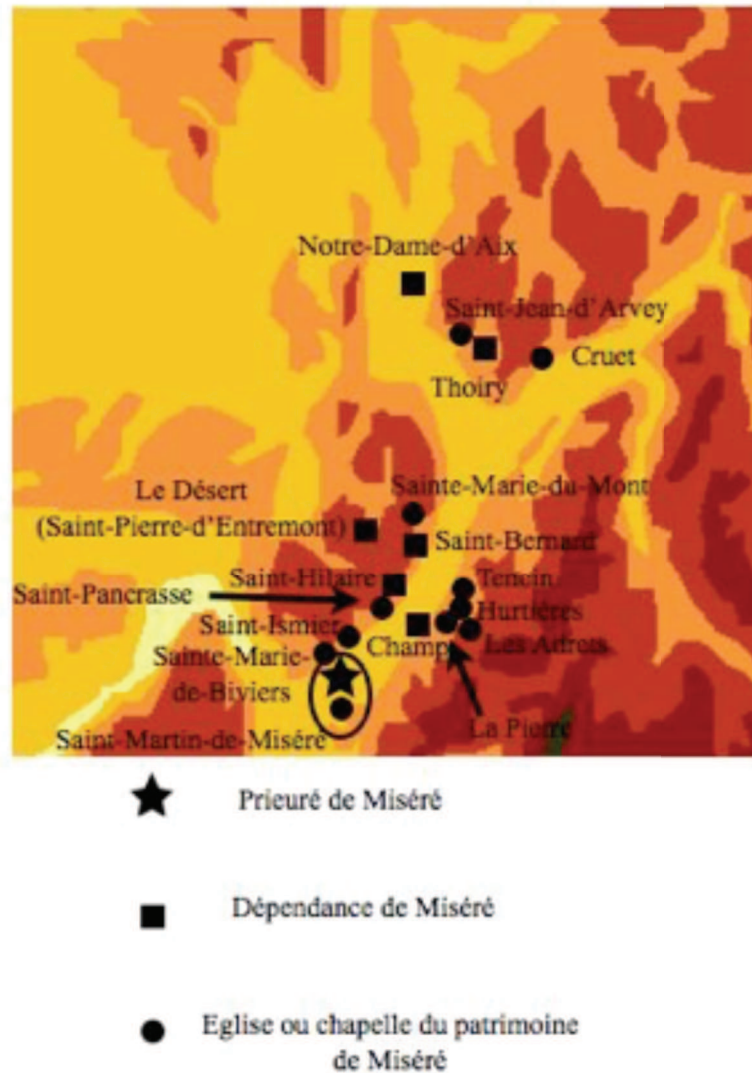 Notre-Dame-d'Aix
Saint-Jean-d'Arvey
Cruet
Thoiry
Sainte-Marie-du-Mont
Le Désert
(Saint-Pierre-d'Entremont)
Saint-Bernard
Saint-Hilaire
Tencin
Saint-Pancrasse
Hurtières
Saint-Ismier
Champ
Les Adrets
Sainte-Marie-
de-Biviers
La Pierre
Saint-Martin-de-Miséré
Prieuré de Miséré
Dépendance de Miséré
Eglise ou chapelle du patrimoine
de Miséré